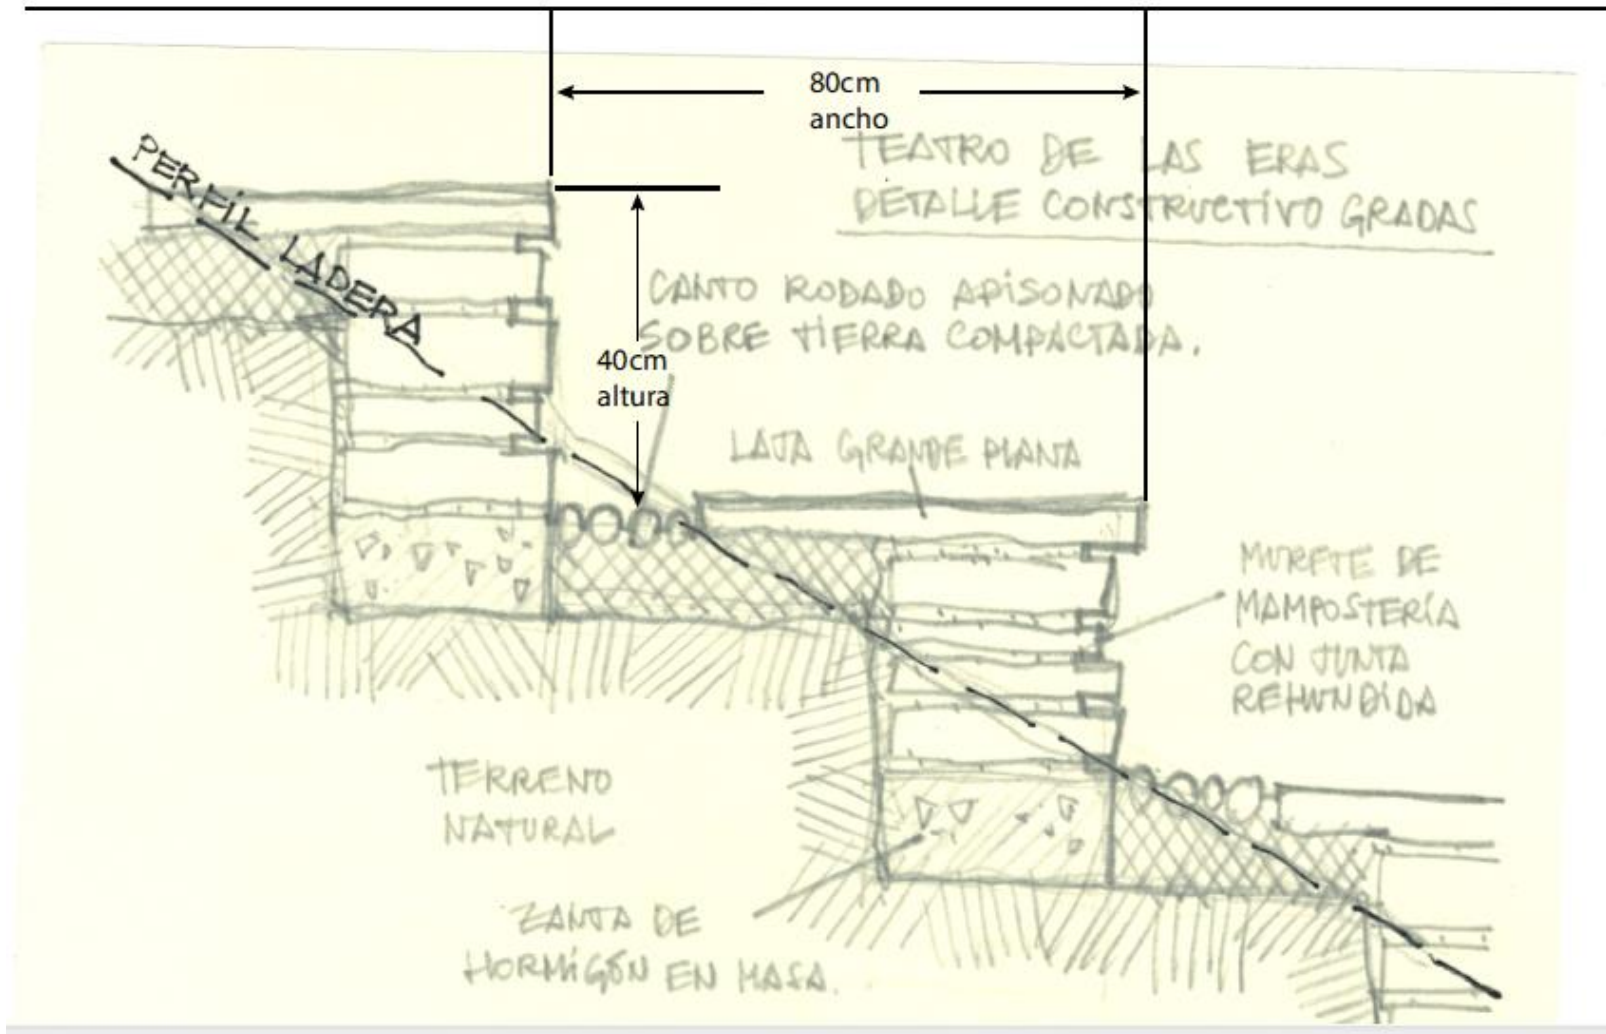 80cm
ancho
TEATRO DE LAS ERAS
DETALLE CONSTRUCTIVO GRADAS
PERFIL LADERA
CANTO RODADO APISONADO
SOBRE TIERRA COMPACTADA.
40cm
altura
LAJA GRANDE PLANA
MURETE DE
MAMPOSTERÍA
CON JUNTA
REHUNDIDA
TERRENO
NATURAL
ZANJA DE
HORMIGÓN EN MASA.